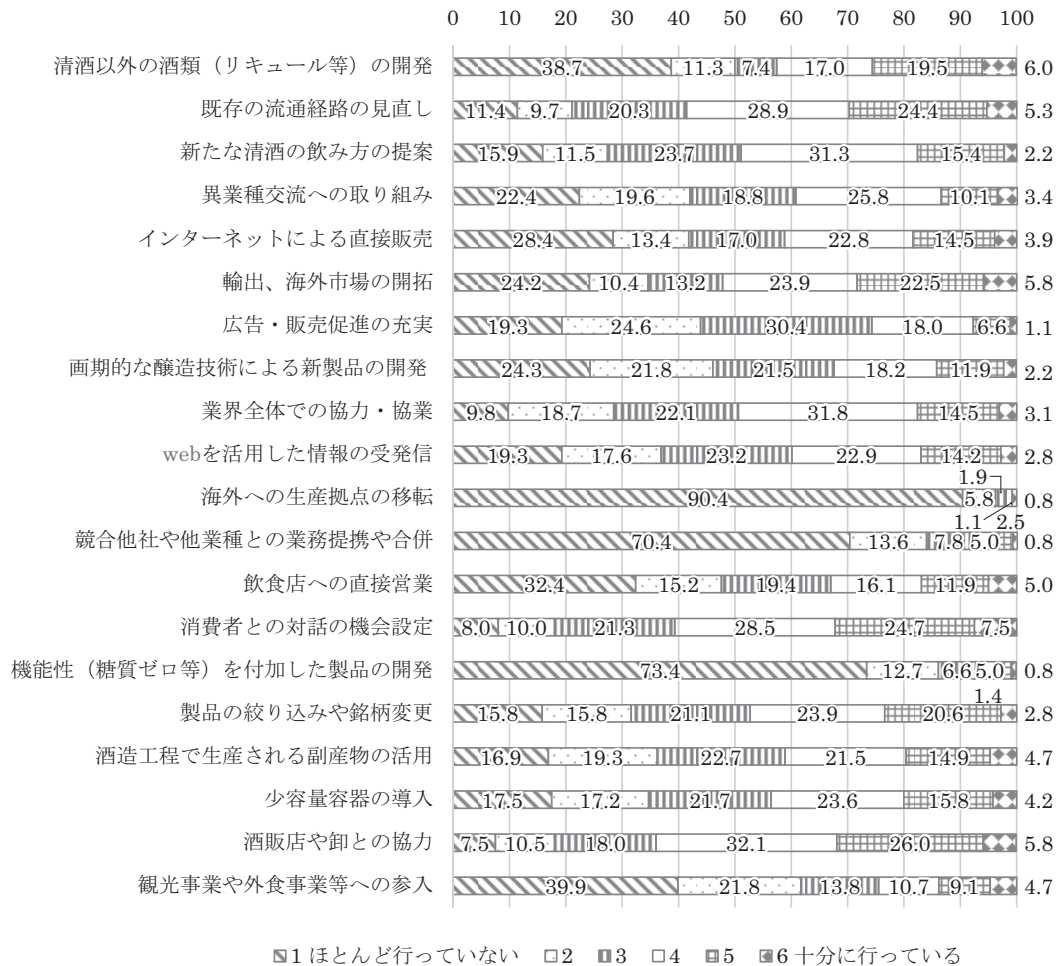 0 10 20 30 40 50 60 70 80 90 100
清酒以外の酒類（リキュール等）の開発 38.7 11.3 7.4 17.0 19.5 6.0
既存の流通経路の見直し 11.4 9.7 20.3 28.9 24.4 5.3
新たな清酒の飲み方の提案 15.9 11.5 23.7 31.3 15.4 2.2
異業種交流への取り組み 22.4 19.6 18.8 25.8 10.1 3.4
インターネットによる直接販売 28.4 13.4 17.0 22.8 14.5 3.9
輸出、海外市場の開拓 24.2 10.4 13.2 23.9 22.5 5.8
広告・販売促進の充実 19.3 24.6 30.4 18.0 6.6 1.1
画期的な醸造技術による新製品の開発 24.3 21.8 21.5 18.2 11.9 2.2
業界全体での協力・協業 9.8 18.7 22.1 31.8 14.5 3.1
webを活用した情報の受発信 19.3 17.6 23.2 22.9 14.2 2.8
1.9
海外への生産拠点の移転 90.4 5.8 0.8
1.1 2.5
競合他社や他業種との業務提携や合併 70.4 13.6 7.8 5.0 0.8
飲食店への直接営業 32.4 15.2 19.4 16.1 11.9 5.0
消費者との対話の機会設定 8.0 10.0 21.3 28.5 24.7 7.5
機能性（糖質ゼロ等）を付加した製品の開発 73.4 12.7 6.6 5.0 0.8
1.4
製品の絞り込みや銘柄変更 15.8 15.8 21.1 23.9 20.6 2.8
酒造工程で生産される副産物の活用 16.9 19.3 22.7 21.5 14.9 4.7
少容量容器の導入 17.5 17.2 21.7 23.6 15.8 4.2
酒販店や卸との協力 7.5 10.5 18.0 32.1 26.0 5.8
観光事業や外食事業等への参入 39.9 21.8 13.8 10.7 9.1 4.7
1 ほとんど行っていない 2 3 4 5 6 十分に行っている